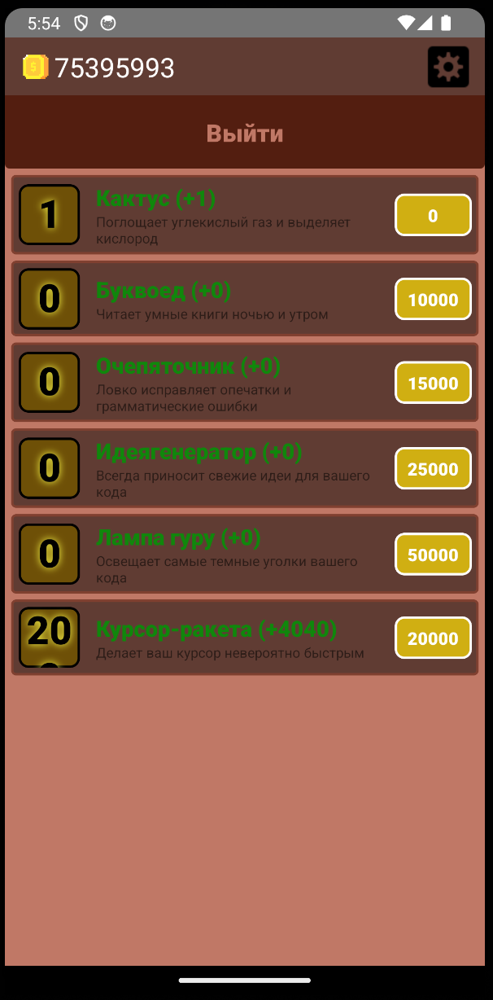 5:54
75395993
Выйти
1
Кактус (+1)
Поглощает углекислый газ и выделяет
кислород
0
0
Буквоед (+0)
Читает умные книги ночью и утром
10000
0
Очепяточник (+0)
Ловко исправляет опечатки и
грамматические ошибки
15000
0
Идеягенератор (+0)
Всегда приносит свежие идеи для вашего
кода
25000
0
Лампа гуру (+0)
Освещает самые темные уголки вашего
кода
50000
20
Курсор-ракета (+4040)
Делает ваш курсор невероятно быстрым
20000